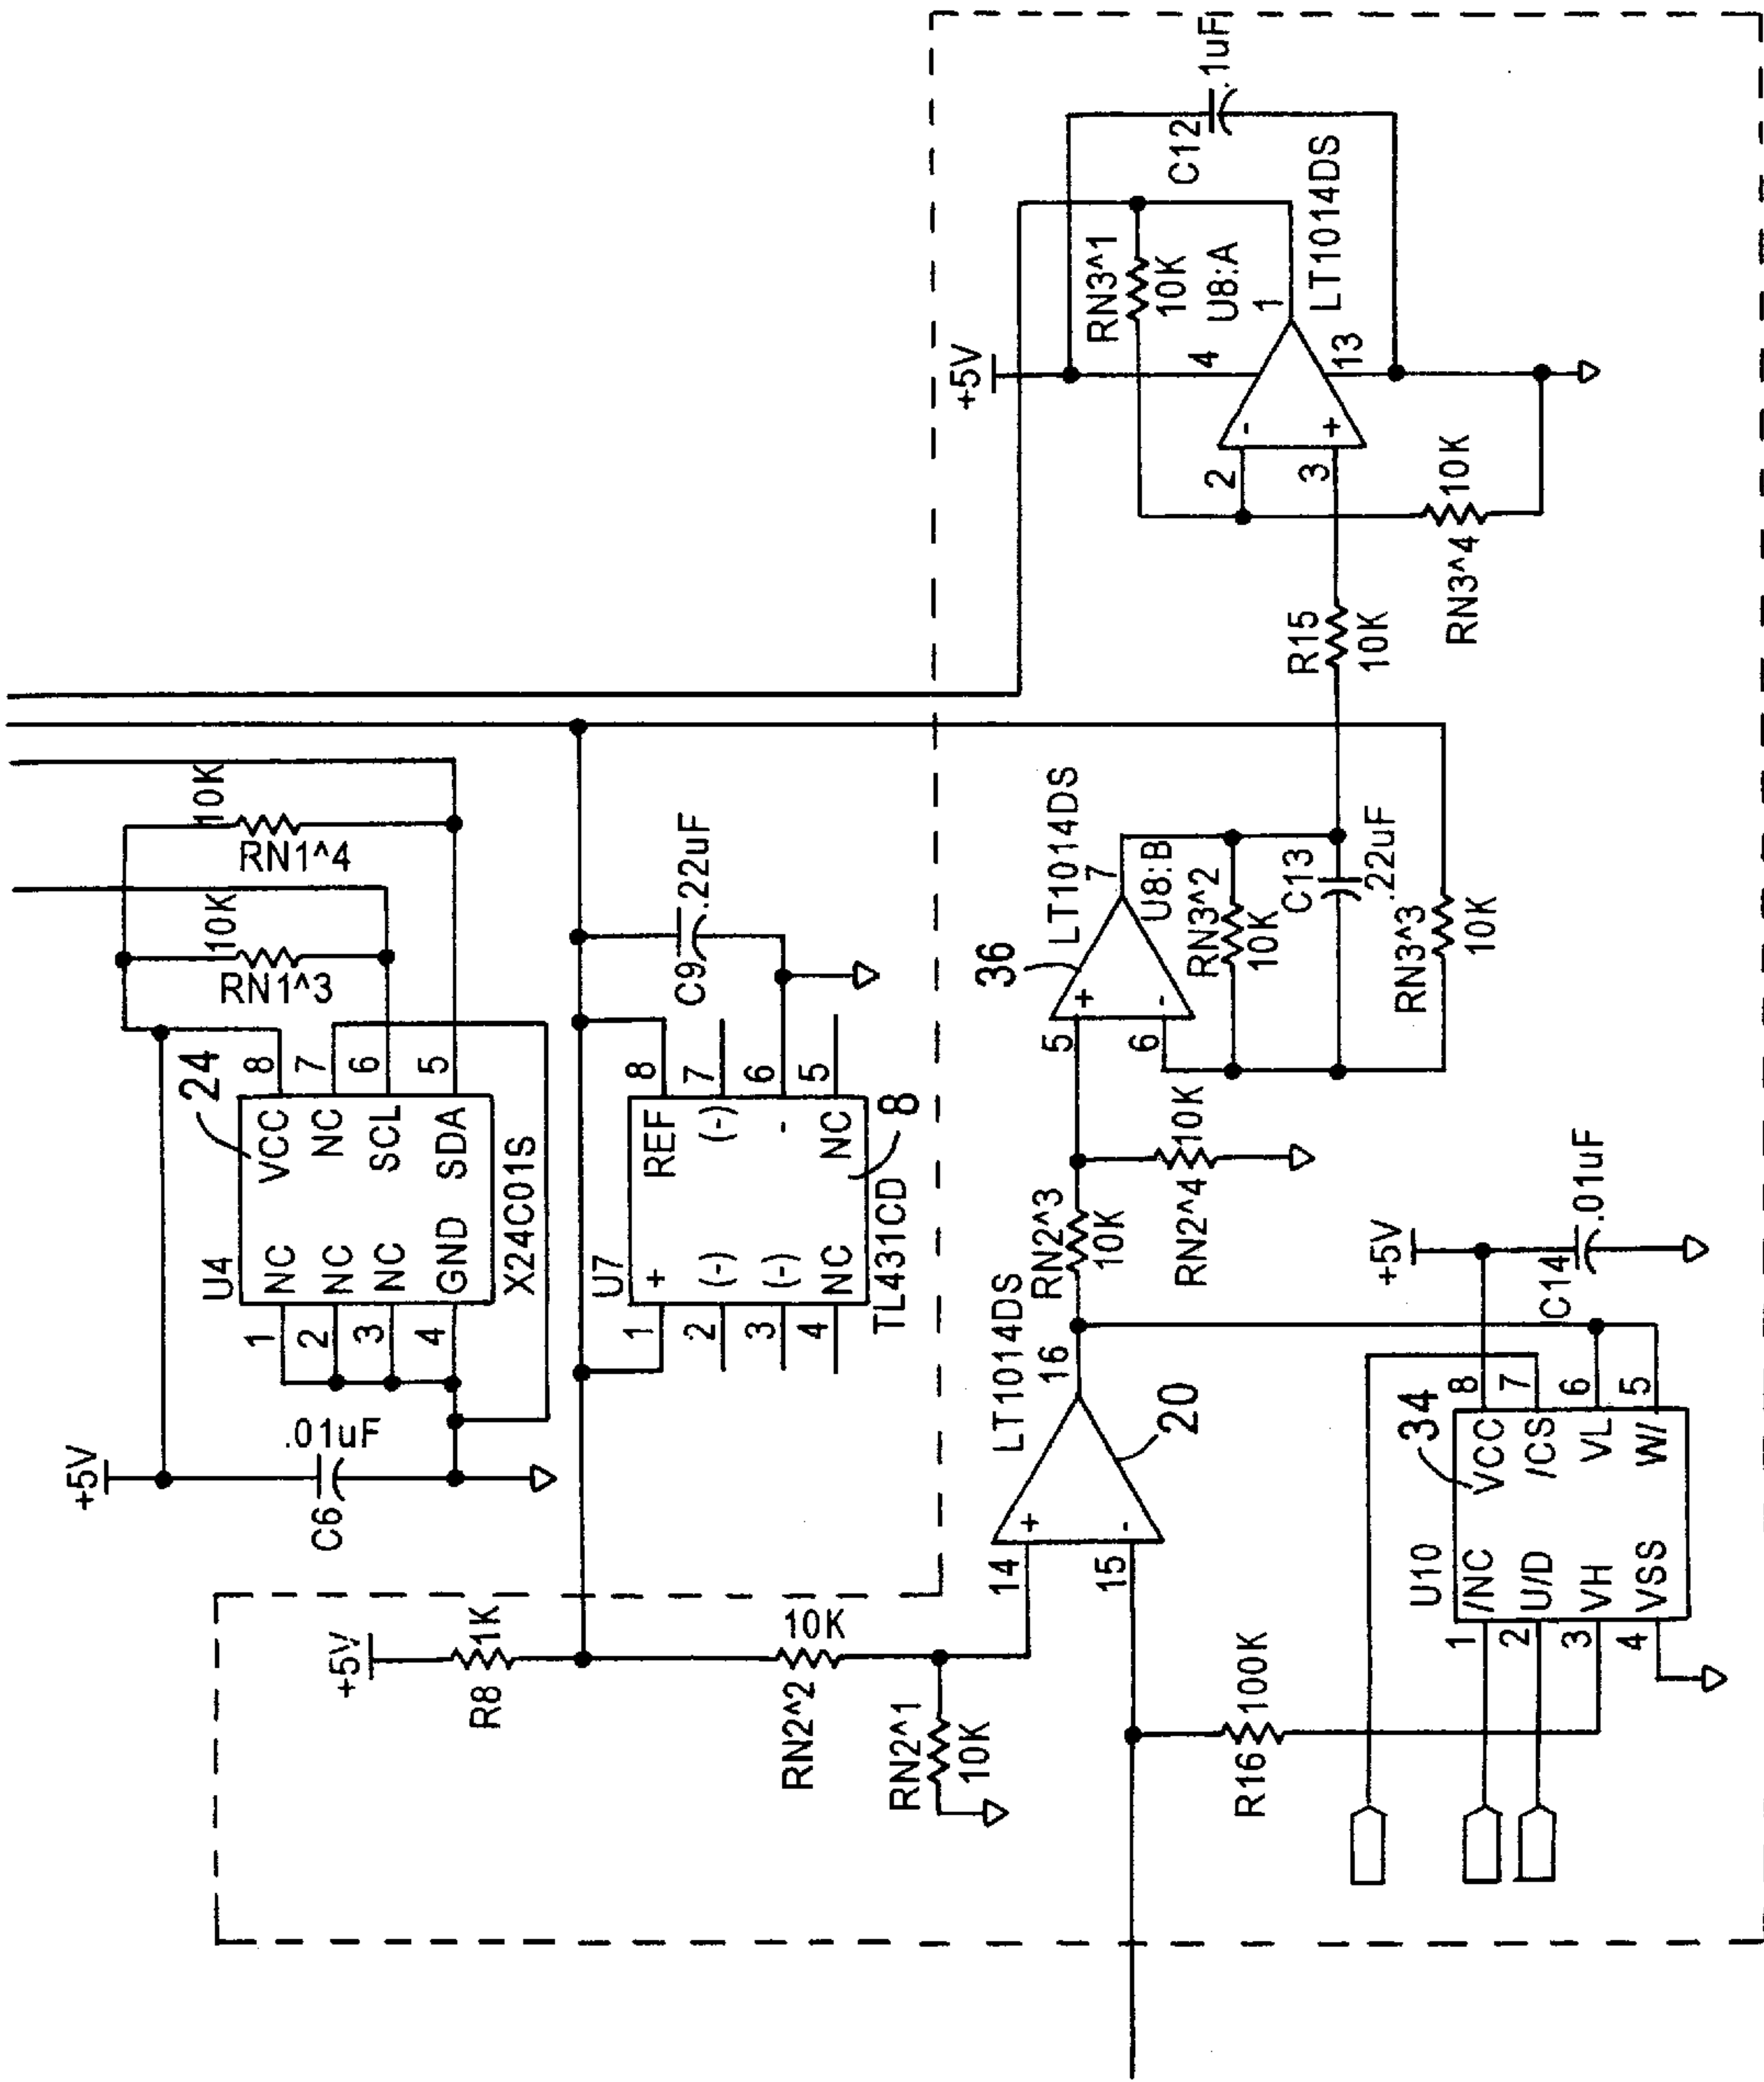 +5V
C6
.01uF
U4
1 NC
2 NC
3 NC
4 GND
24
VCC 8
NC 7
SCL 6
SDA 5
X24C01S
RN1^3
10K
RN1^4
10K
U7
1 +
2 (-)
3 (-)
4 NC
REF 8
(-) 7
- 6
NC 5
TL431CD
8
C9
.22uF
+5V
R8
1K
RN2^2
10K
RN2^1
10K
14
+
15
-
LT1014DS
16
20
R16
100K
U10
1 /NC
2 U/D
3 VH
4 VSS
34
VCC 8
/CS 7
VL 6
W/ 5
+5V
C14
.01uF
RN2^3
10K
RN2^4
10K
36
5
+
6
-
LT1014DS
7
U8:B
RN3^2
10K
C13
.22uF
RN3^3
10K
R15
10K
2
-
3
+
RN3^4
10K
+5V
4
13
U8:A
1
LT1014DS
RN3^1
10K
C12
.1uF